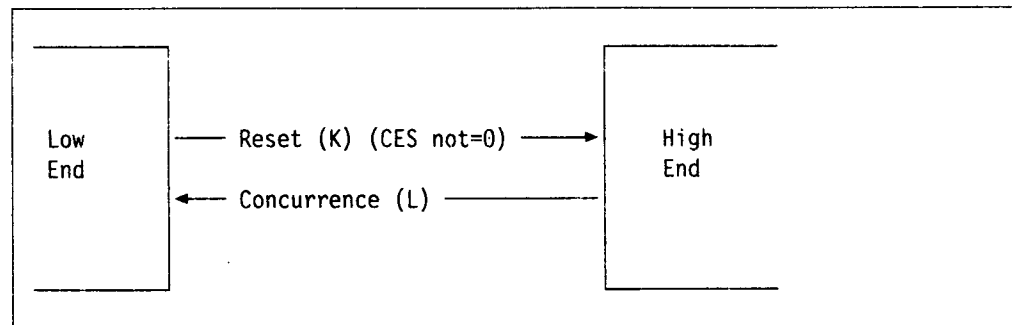 Low
End
Reset (K) (CES not=0)
Concurrence (L)
High
End